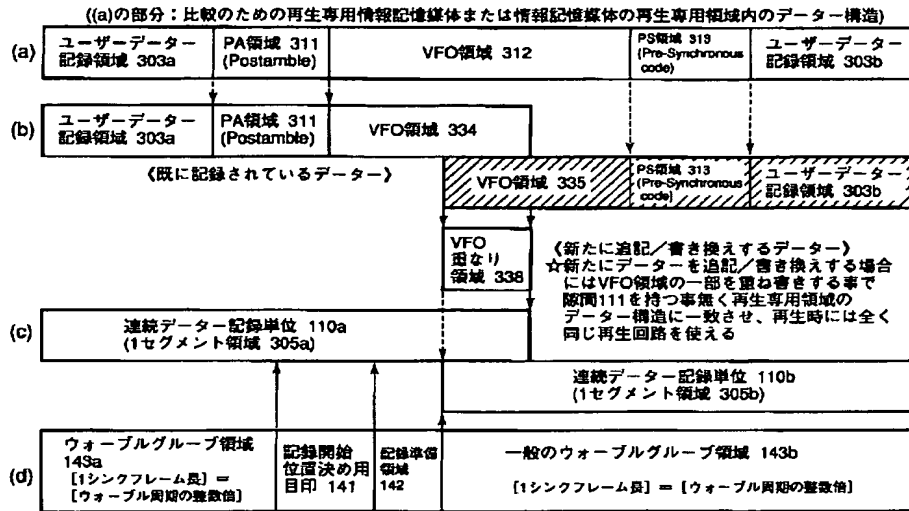 ((a)の部分：比較のための再生専用情報記憶媒体または情報記憶媒体の再生専用領域内のデーター構造)
(a)
ユーザーデーター
記録領域 303a
PA領域 311
(Postamble)
VFO領域 312
PS領域 313
(Pre-Synchronous
code)
ユーザーデーター
記録領域 303b
(b)
ユーザーデーター
記録領域 303a
PA領域 311
(Postamble)
VFO領域 334
《既に記録されているデーター》
VFO領域 335
PS領域 313
(Pre-Synchronous
code)
ユーザーデーター
記録領域 303b
VFO
重なり
領域 338
《新たに追記／書き換えするデーター》
☆新たにデーターを追記／書き換えする場合
にはVFO領域の一部を重ね書きする事で
隙間111を持つ事無く再生専用領域の
データー構造に一致させ、再生時には全く
同じ再生回路を使える
(c)
連続データー記録単位 110a
(1セグメント領域 305a)
連続データー記録単位 110b
(1セグメント領域 305b)
(d)
ウォーブルグルーブ領域
143a
[1シンクフレーム長] ＝
[ウォーブル周期の整数倍]
記録開始
位置決め用
目印 141
記録準備
領域
142
一般のウォーブルグルーブ領域 143b
[1シンクフレーム長] ＝ [ウォーブル周期の整数倍]